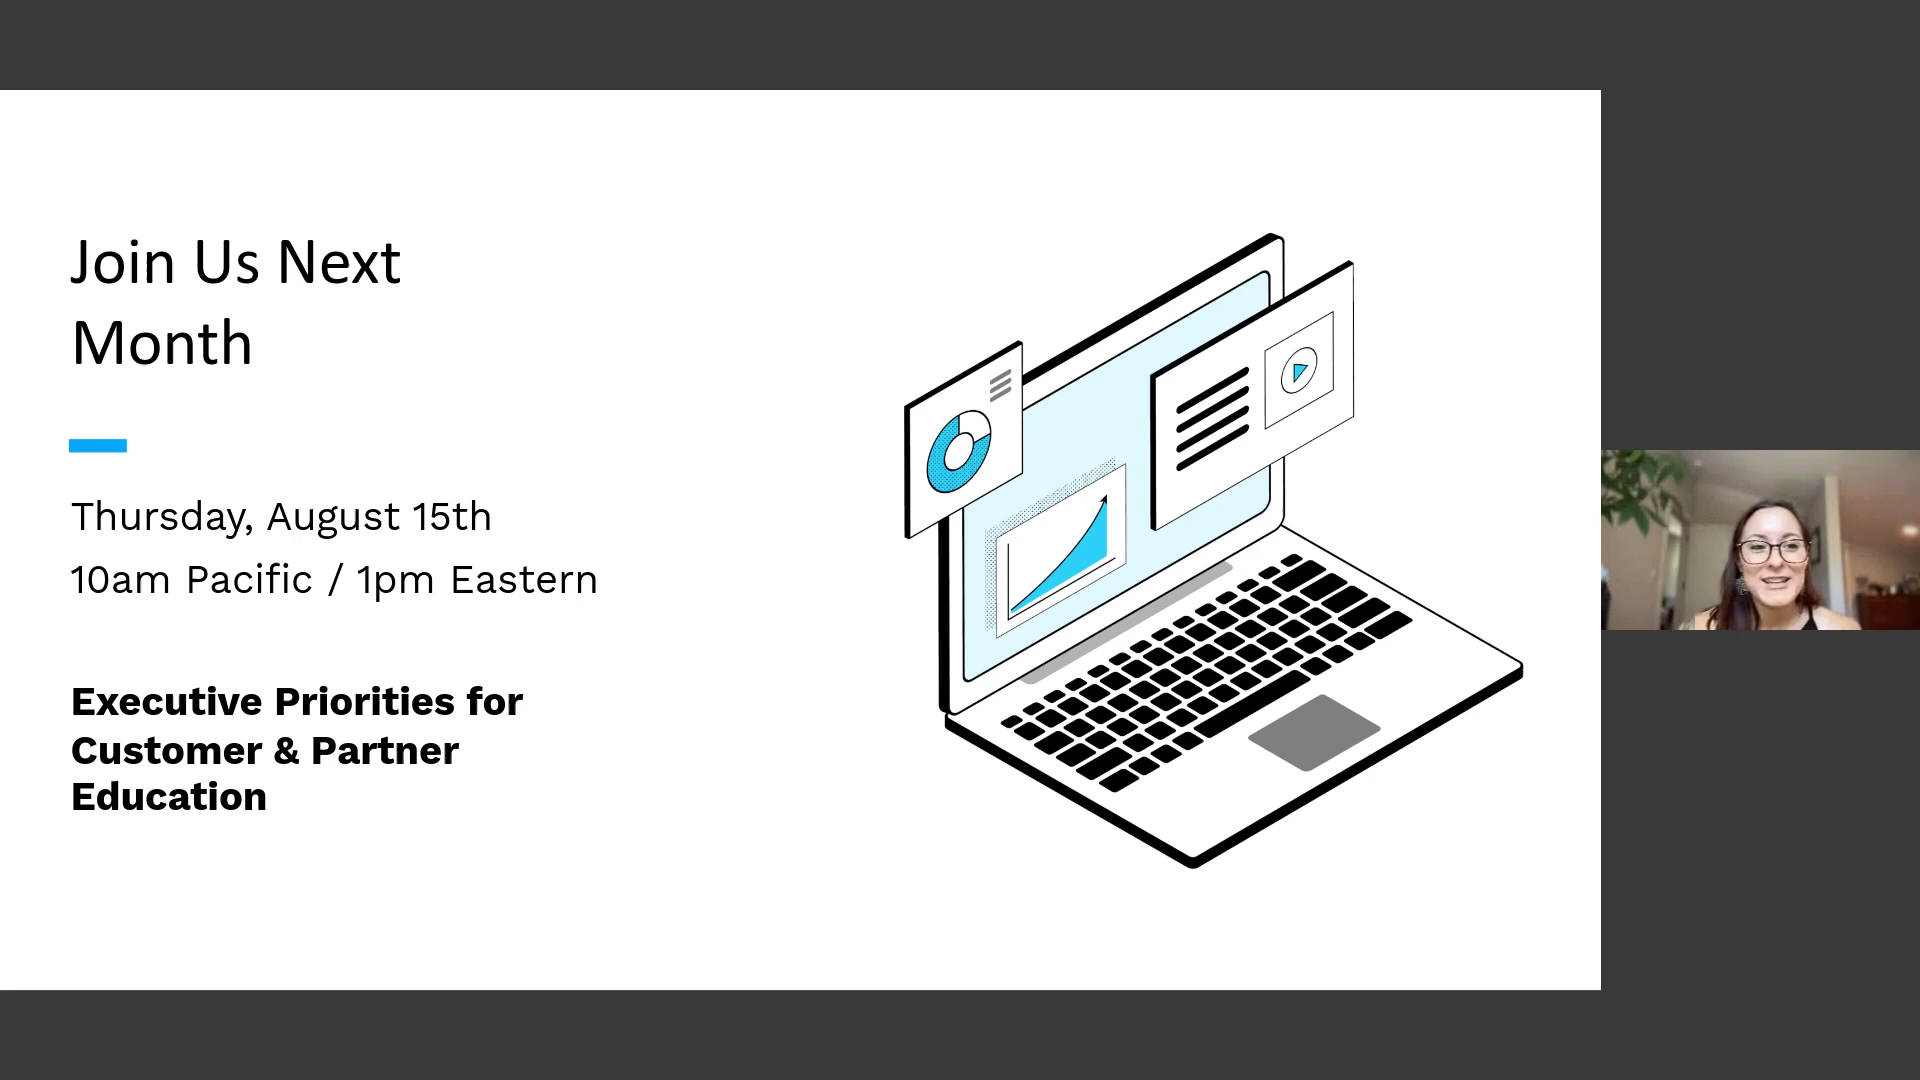 Join Us Next
Month
Thursday, August 15th
10am Pacific / 1pm Eastern
Executive Priorities for
Customer & Partner
Education